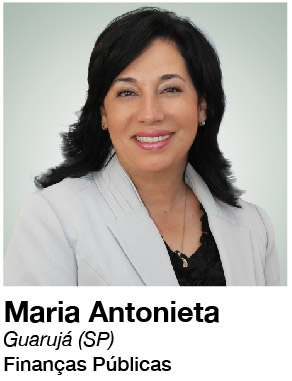 Maria Antonieta
Guarujá (SP)
Finanças Públicas